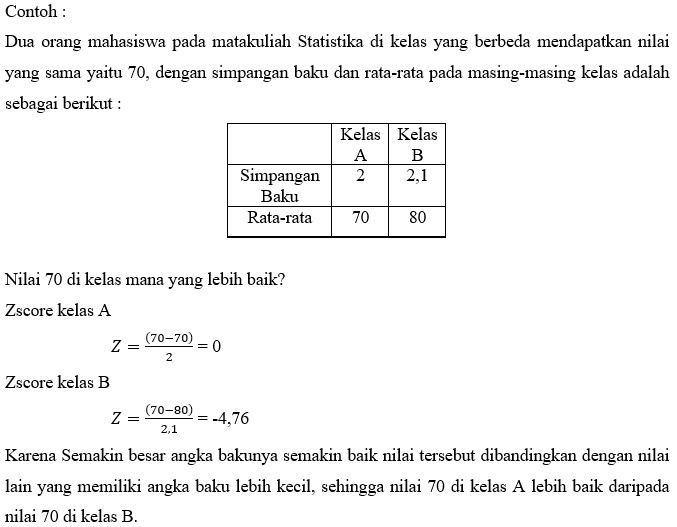 Contoh :
Dua orang mahasiswa pada matakuliah Statistika di kelas yang berbeda mendapatkan nilai
yang sama yaitu 70, dengan simpangan baku dan rata-rata pada masing-masing kelas adalah
sebagai berikut :
Kelas A Kelas B
Simpangan Baku 2 2,1
Rata-rata 70 80
Nilai 70 di kelas mana yang lebih baik?
Zscore kelas A
Z = (70−70)/2 = 0
Zscore kelas B
Z = (70−80)/2,1 = -4,76
Karena Semakin besar angka bakunya semakin baik nilai tersebut dibandingkan dengan nilai
lain yang memiliki angka baku lebih kecil, sehingga nilai 70 di kelas A lebih baik daripada
nilai 70 di kelas B.